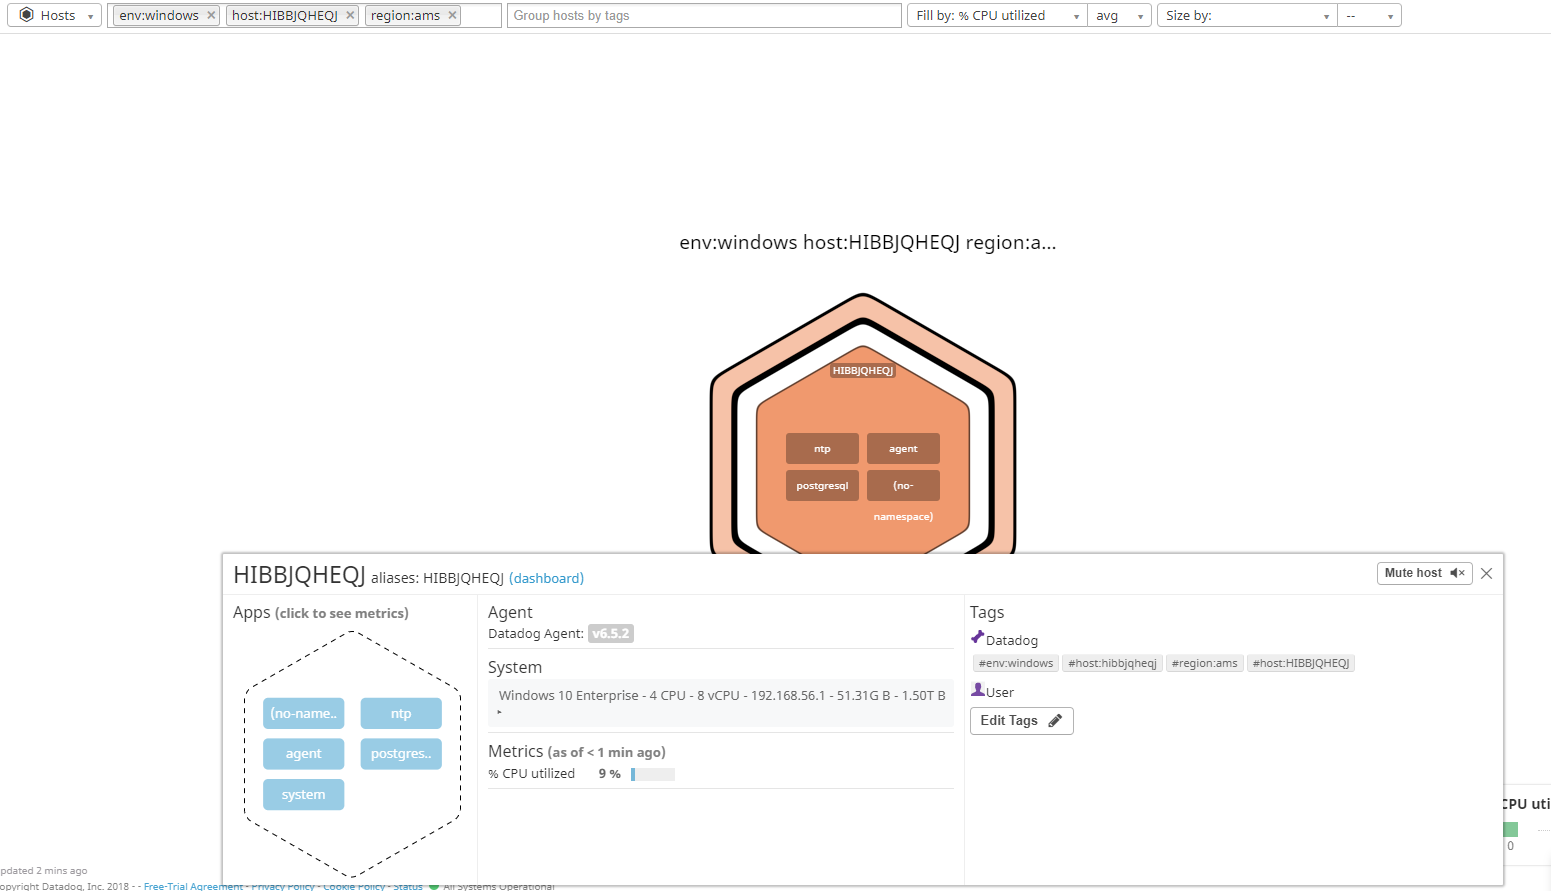 Hosts env:windows × host:HIBBJQHEQJ × region:ams × Group hosts by tags Fill by: % CPU utilized avg Size by: --
env:windows host:HIBBJQHEQJ region:a...
HIBBJQHEQJ
ntp agent
postgresql (no-
namespace)
HIBBJQHEQJ aliases: HIBBJQHEQJ (dashboard) Mute host
Apps (click to see metrics)
(no-name.. ntp
agent postgres..
system
Agent
Datadog Agent: v6.5.2
System
Windows 10 Enterprise - 4 CPU - 8 vCPU - 192.168.56.1 - 51.31G B - 1.50T B
Metrics (as of < 1 min ago)
% CPU utilized 9 %
Tags
Datadog
#env:windows #host:hibbjqheqj #region:ams #host:HIBBJQHEQJ
User
Edit Tags
CPU uti
0
pdated 2 mins ago
opyright Datadog, Inc. 2018 - - Free-Trial Agreement - Privacy Policy - Cookie Policy - Status All Systems Operational